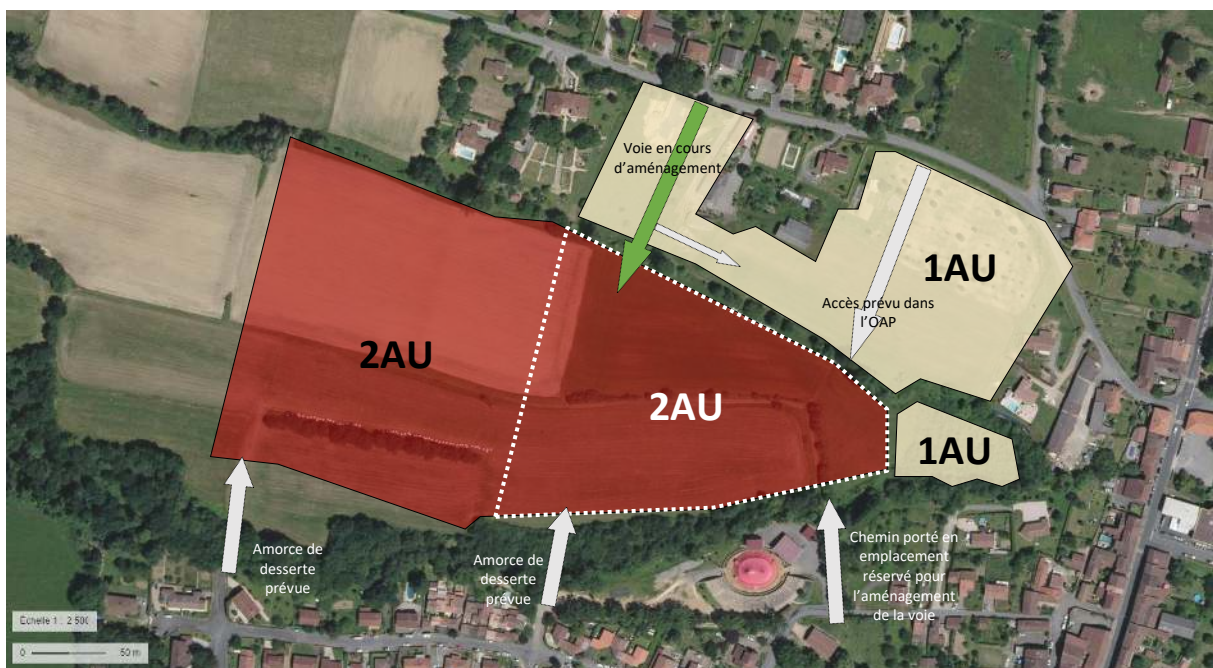 Voie en cours
d'aménagement
1AU
Accès prévu dans
l'OAP
2AU
2AU
1AU
Amorce de
desserte
prévue
Amorce de
desserte
prévue
Chemin porté en
emplacement
réservé pour
l'aménagement
de la voie
Échelle 1 : 2 500
0 50 m